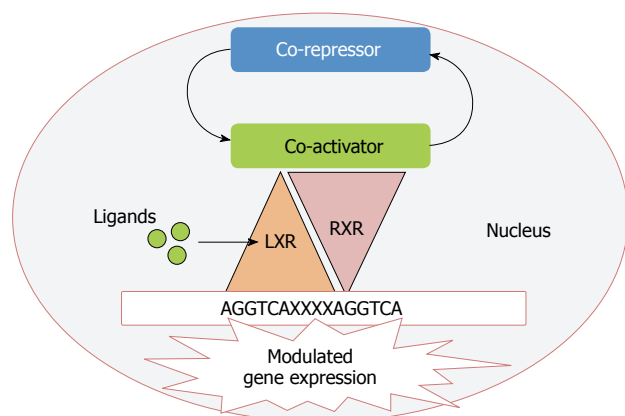 Co-repressor
Co-activator
Ligands
LXR
RXR
Nucleus
AGGTCAXXXXAGGTCA
Modulated
gene expression